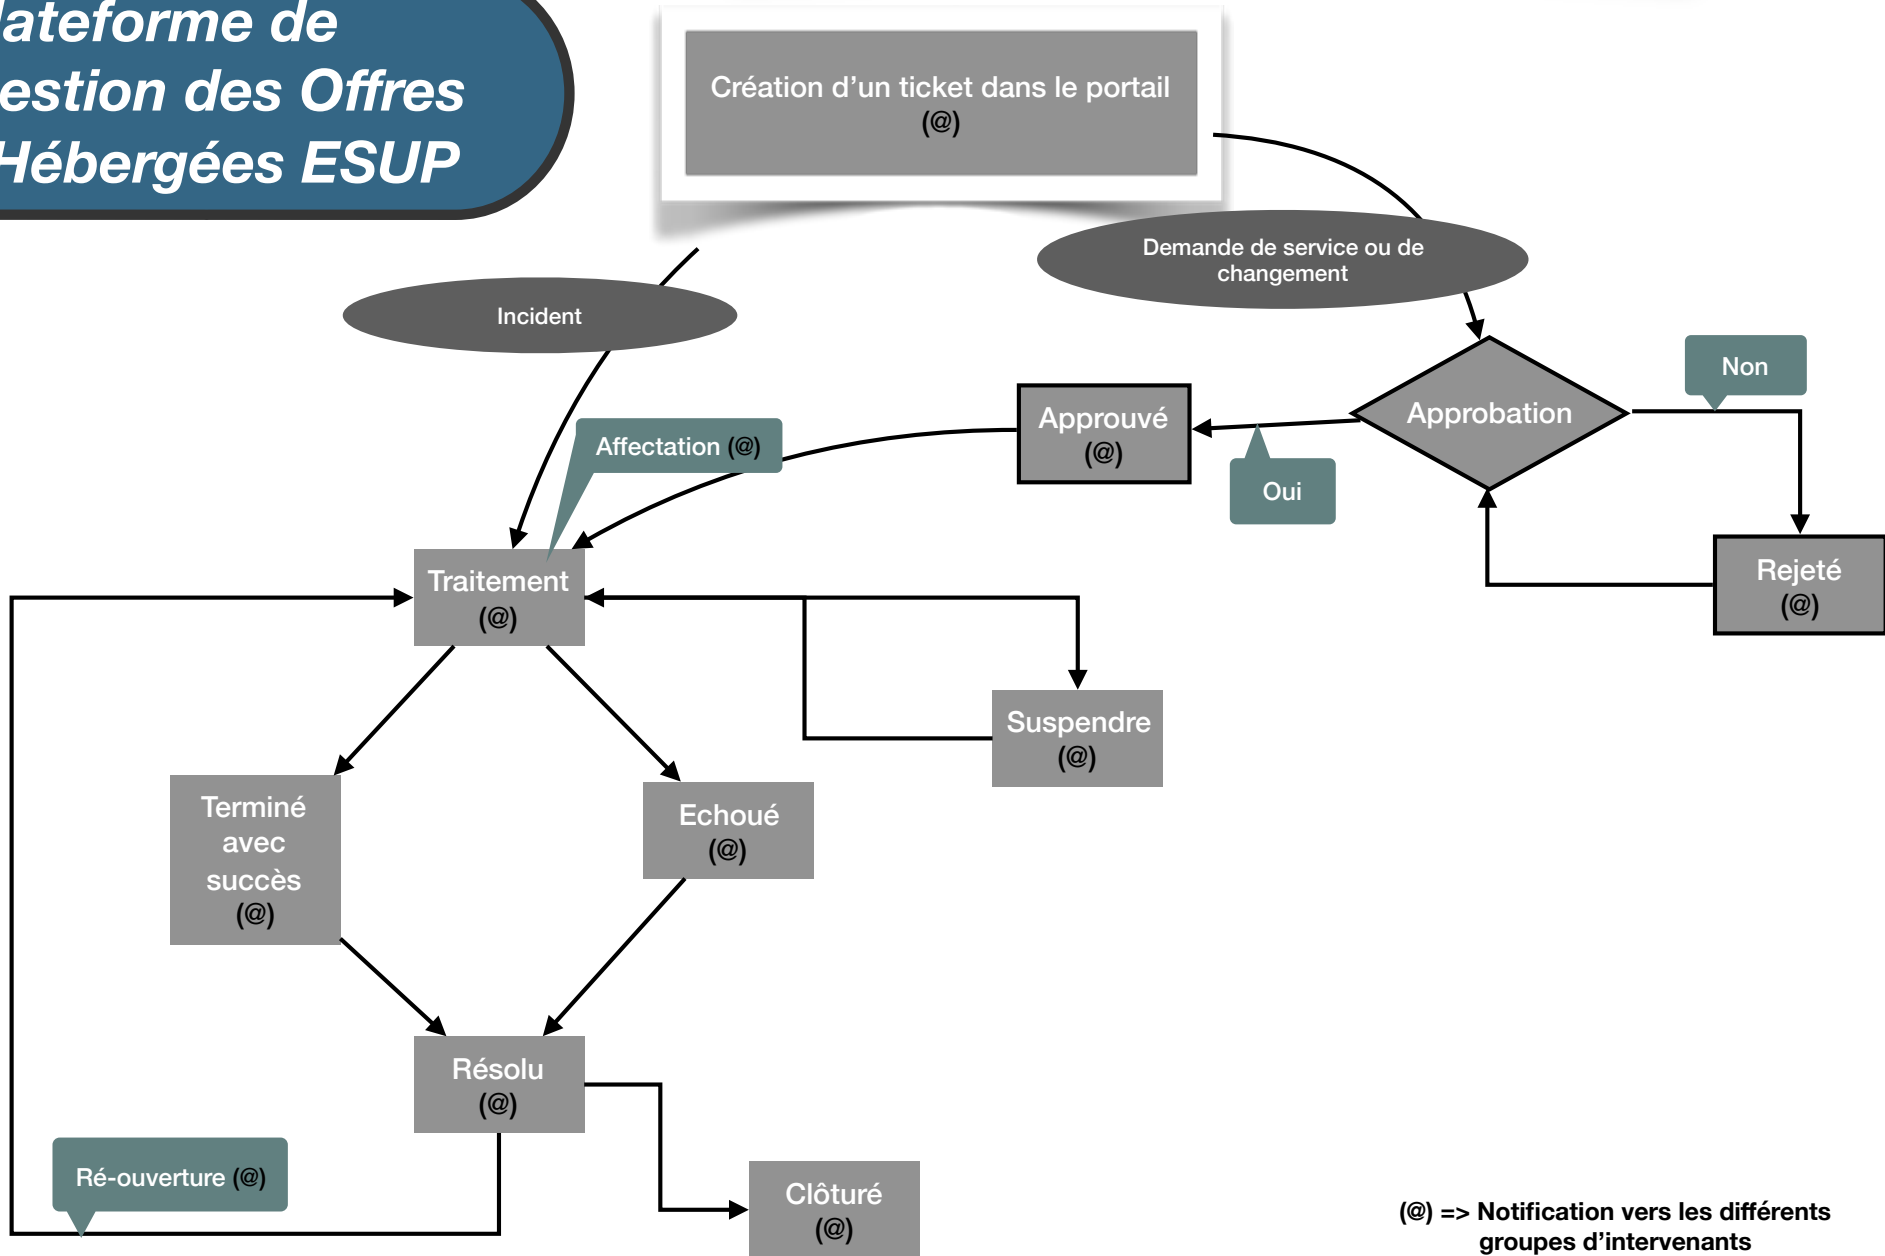 lateforme de
estion des Offres
Hébergées ESUP
Création d’un ticket dans le portail
(@)
Demande de service ou de
changement
Incident
Non
Approbation
Approuvé
(@)
Affectation (@)
Oui
Traitement
(@)
Rejeté
(@)
Suspendre
(@)
Terminé
avec
succès
(@)
Echoué
(@)
Résolu
(@)
Ré-ouverture (@)
Clôturé
(@)
(@) => Notification vers les différents
groupes d’intervenants